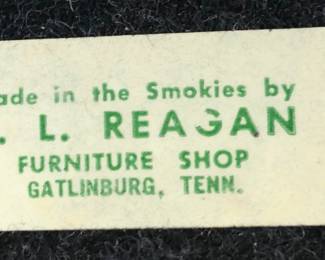 ade in the Smokies by
. L. REAGAN
FURNITURE SHOP
GATLINBURG, TENN.